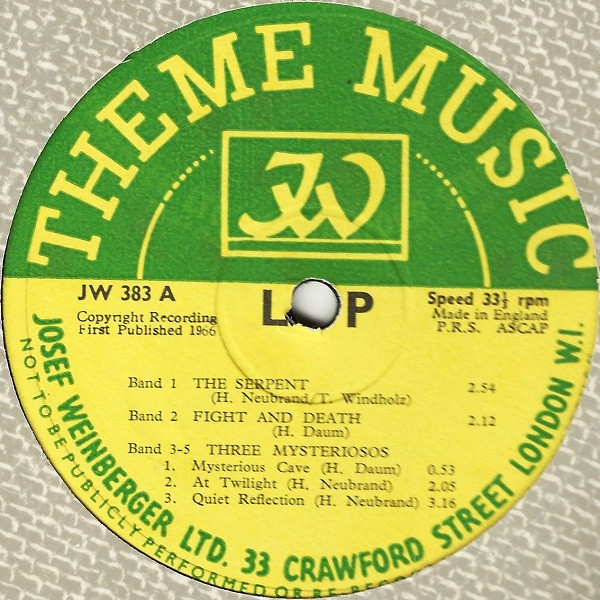 THEME MUSIC
JW
JW 383 A
Copyright Recording
First Published 1966
L P
Speed 33⅓ rpm
Made in England
P.R.S. ASCAP
Band 1 THE SERPENT 2.54
(H. Neubrand/T. Windholz)
Band 2 FIGHT AND DEATH 2.12
(H. Daum)
Band 3-5 THREE MYSTERIOSOS
1. Mysterious Cave (H. Daum) 0.53
2. At Twilight (H. Neubrand) 2.05
3. Quiet Reflection (H. Neubrand) 3.16
JOSEF WEINBERGER LTD. 33 CRAWFORD STREET LONDON W.I.
NOT TO BE PUBLICLY PERFORMED OR RE-